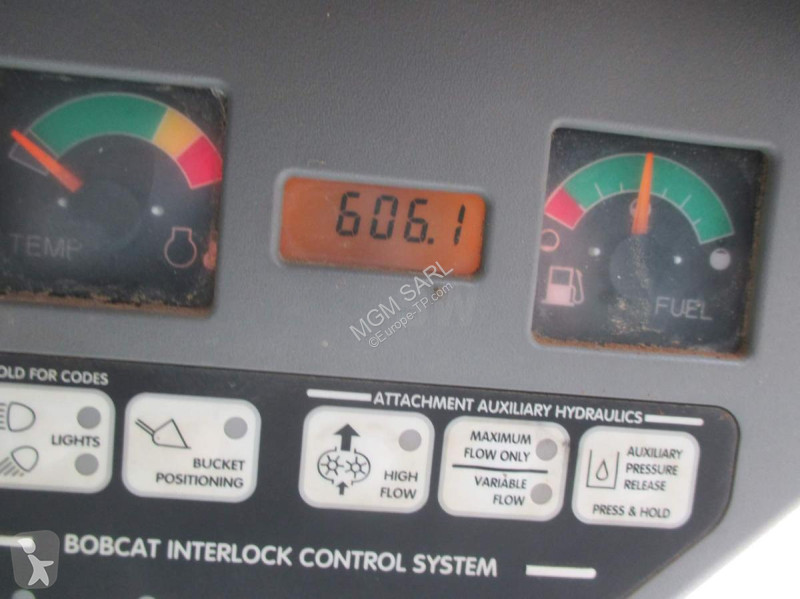 606.1
TEMP
FUEL
MGM SARL
©Europe-TP.com
OLD FOR CODES
LIGHTS
BUCKET
POSITIONING
ATTACHMENT AUXILIARY HYDRAULICS
HIGH
FLOW
MAXIMUM
FLOW ONLY
VARIABLE
FLOW
AUXILIARY
PRESSURE
RELEASE
PRESS & HOLD
BOBCAT INTERLOCK CONTROL SYSTEM